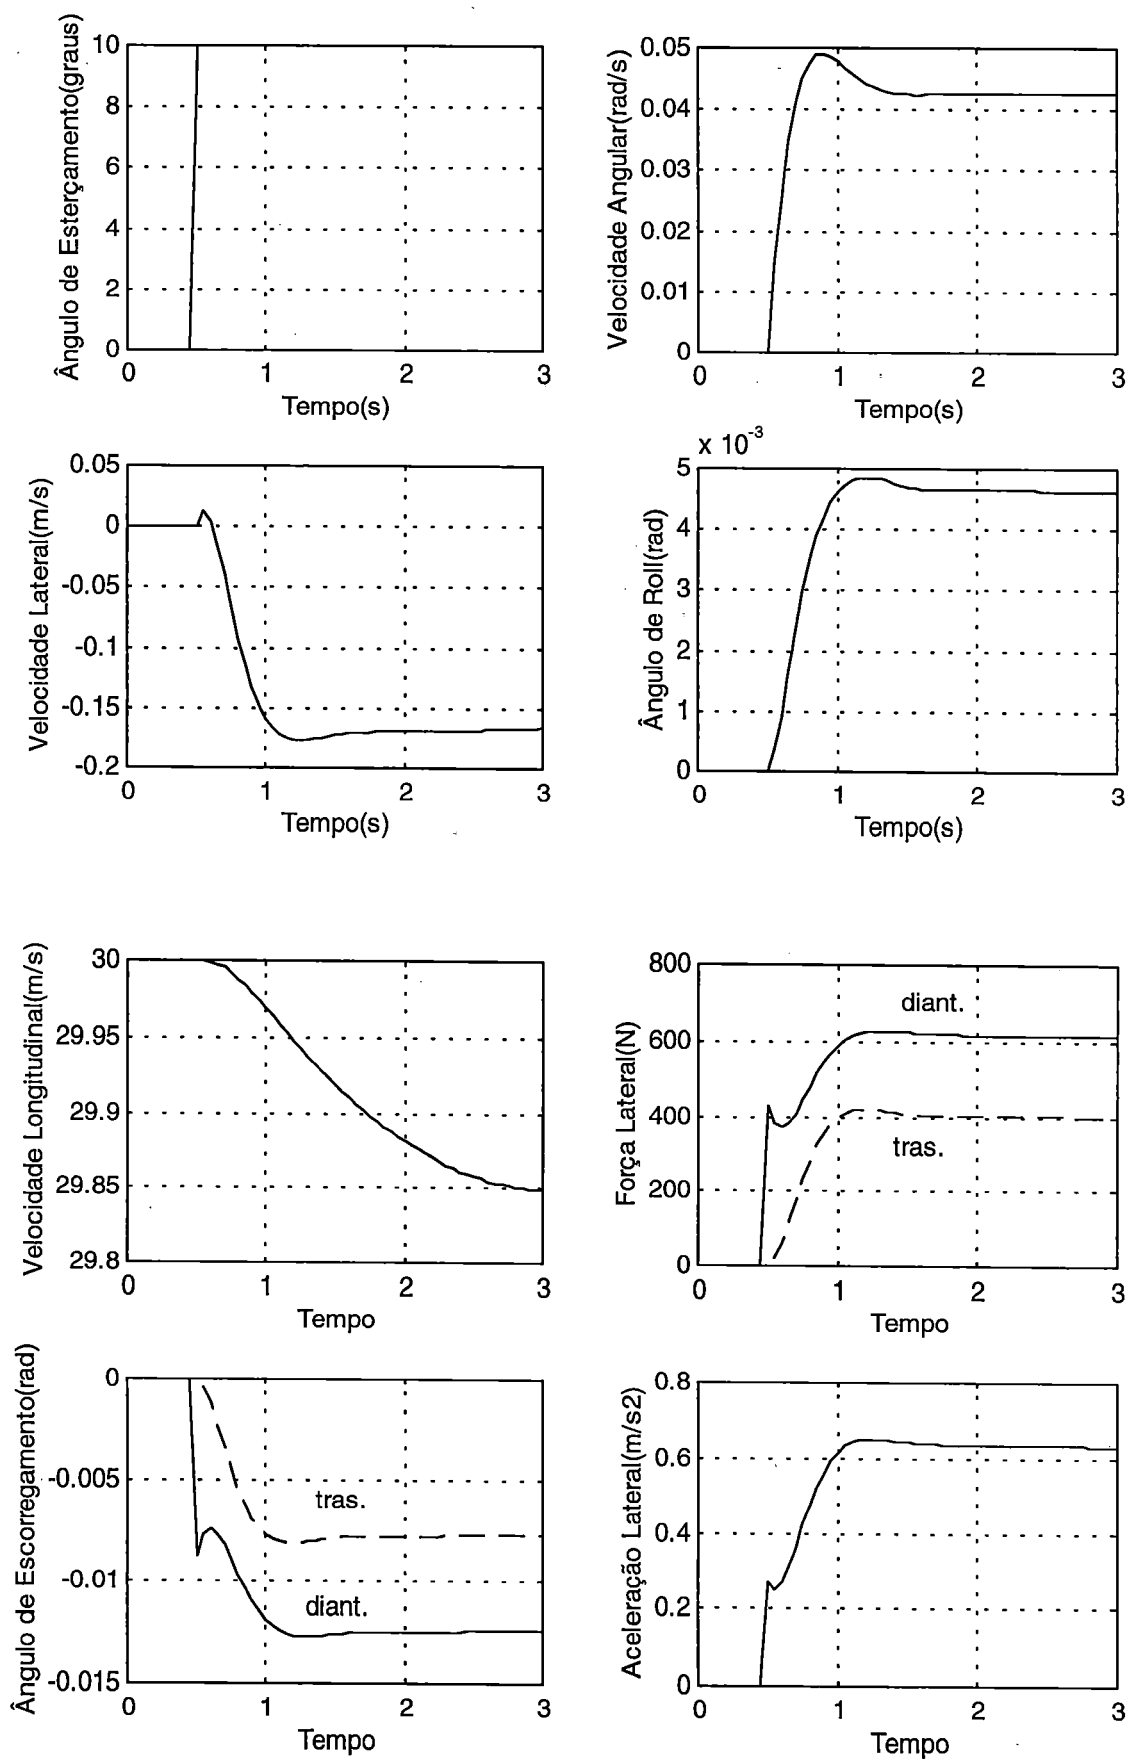 Ângulo de Esterçamento(graus)
10
8
6
4
2
0
0 1 2 3
Tempo(s)
Velocidade Angular(rad/s)
0.05
0.04
0.03
0.02
0.01
0
0 1 2 3
Tempo(s)
Velocidade Lateral(m/s)
0.05
0
-0.05
-0.1
-0.15
-0.2
0 1 2 3
Tempo(s)
x 10-3
Ângulo de Roll(rad)
5
4
3
2
1
0
0 1 2 3
Tempo(s)
Velocidade Longitudinal(m/s)
30
29.95
29.9
29.85
29.8
0 1 2 3
Tempo
Força Lateral(N)
800
600
400
200
0
diant.
tras.
0 1 2 3
Tempo
Ângulo de Escorregamento(rad)
0
-0.005
-0.01
-0.015
tras.
diant.
0 1 2 3
Tempo
Aceleração Lateral(m/s2)
0.8
0.6
0.4
0.2
0
0 1 2 3
Tempo